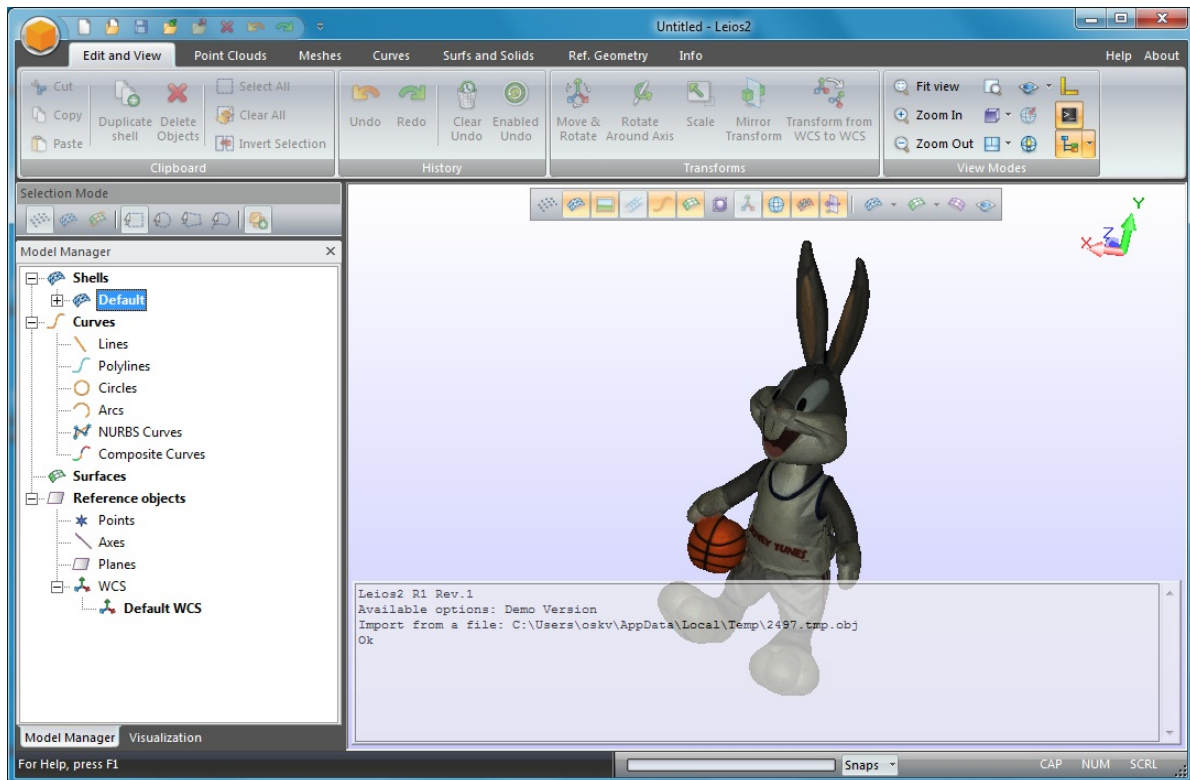 Untitled - Leios2
Edit and View Point Clouds Meshes Curves Surfs and Solids Ref. Geometry Info Help About
Cut
Copy
Paste
Duplicate shell
Delete Objects
Select All
Clear All
Invert Selection
Clipboard
Undo
Redo
Clear Undo
Enabled Undo
History
Move & Rotate
Rotate Around Axis
Scale
Mirror Transform
Transform from WCS to WCS
Transforms
Fit view
Zoom In
Zoom Out
View Modes
Selection Mode
Model Manager
Shells
Default
Curves
Lines
Polylines
Circles
Arcs
NURBS Curves
Composite Curves
Surfaces
Reference objects
Points
Axes
Planes
WCS
Default WCS
Y
Z
X
TUNES
Leios2 R1 Rev.1
Available options: Demo Version
Import from a file: C:\Users\oskv\AppData\Local\Temp\2497.tmp.obj
Ok
Model Manager Visualization
For Help, press F1
Snaps
CAP NUM SCRL